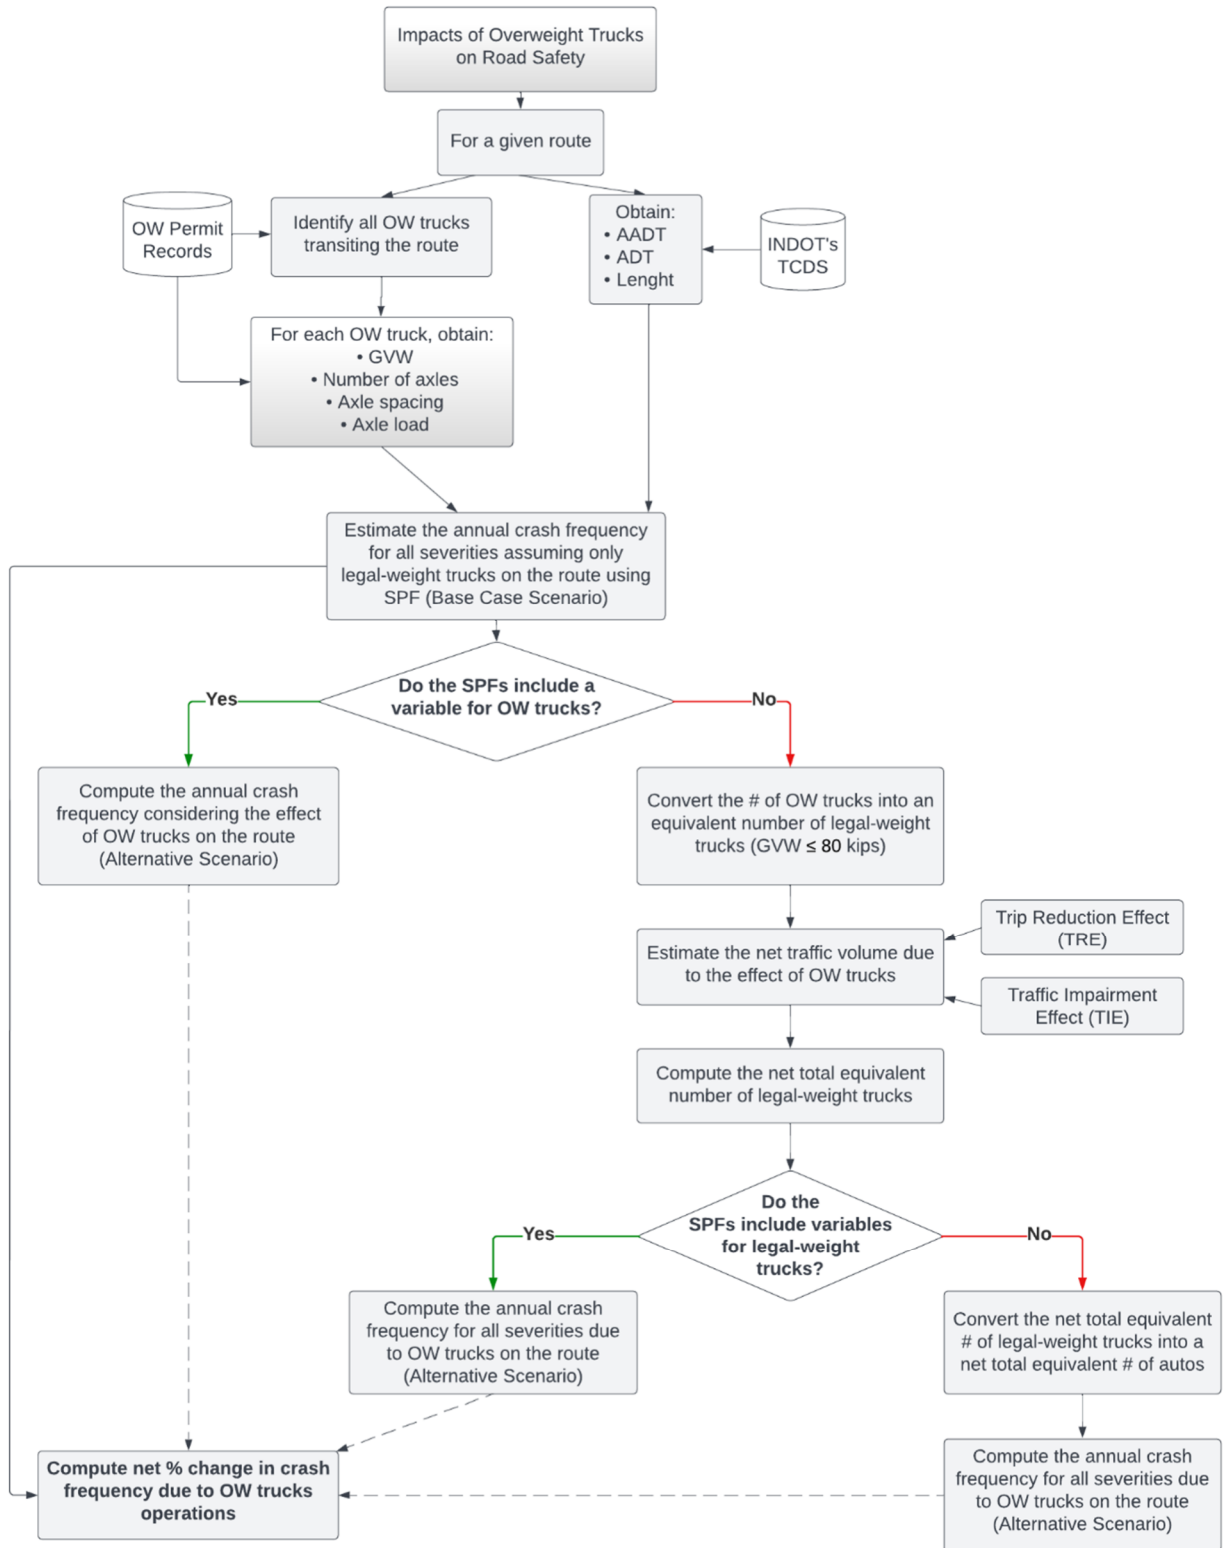 Impacts of Overweight Trucks
on Road Safety
For a given route
OW Permit
Records
Identify all OW trucks
transiting the route
Obtain:
• AADT
• ADT
• Lenght
INDOT's
TCDS
For each OW truck, obtain:
• GVW
• Number of axles
• Axle spacing
• Axle load
Estimate the annual crash frequency
for all severities assuming only
legal-weight trucks on the route using
SPF (Base Case Scenario)
Do the SPFs include a
variable for OW trucks?
Yes
No
Compute the annual crash
frequency considering the effect
of OW trucks on the route
(Alternative Scenario)
Convert the # of OW trucks into an
equivalent number of legal-weight
trucks (GVW ≤ 80 kips)
Estimate the net traffic volume due
to the effect of OW trucks
Trip Reduction Effect
(TRE)
Traffic Impairment
Effect (TIE)
Compute the net total equivalent
number of legal-weight trucks
Do the
SPFs include variables
for legal-weight
trucks?
Yes
No
Compute the annual crash
frequency for all severities due
to OW trucks on the route
(Alternative Scenario)
Convert the net total equivalent
# of legal-weight trucks into a
net total equivalent # of autos
Compute net % change in crash
frequency due to OW trucks
operations
Compute the annual crash
frequency for all severities due
to OW trucks on the route
(Alternative Scenario)